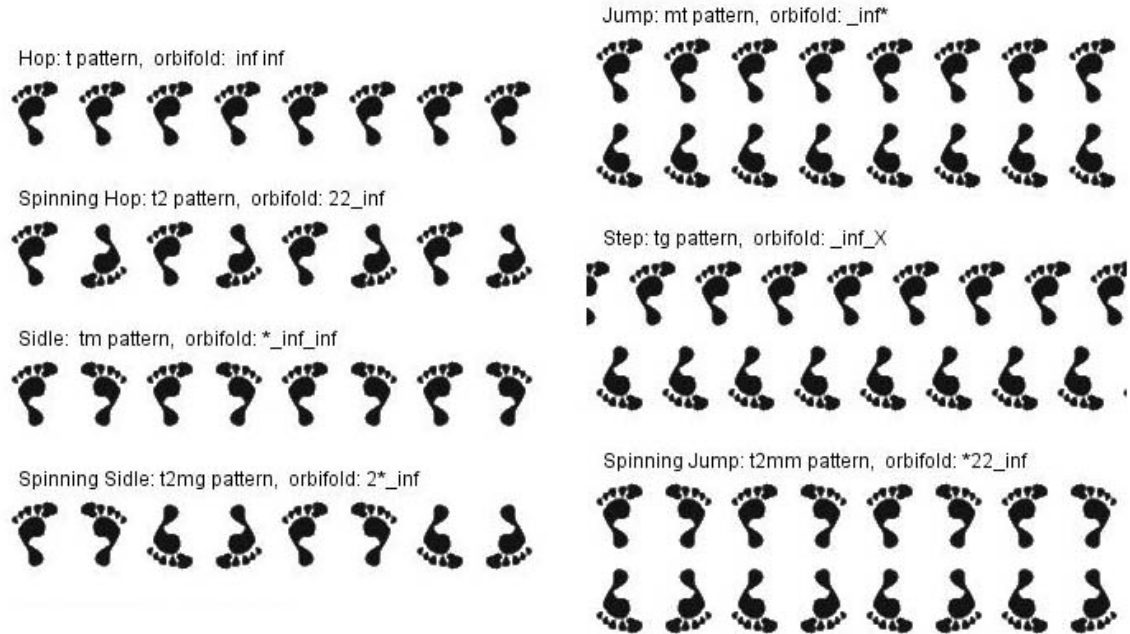 Hop: t pattern, orbifold: inf inf
Spinning Hop: t2 pattern, orbifold: 22_inf
Sidle: tm pattern, orbifold: *_inf_inf
Spinning Sidle: t2mg pattern, orbifold: 2*_inf
Jump: mt pattern, orbifold: _inf*
Step: tg pattern, orbifold: _inf_X
Spinning Jump: t2mm pattern, orbifold: *22_inf